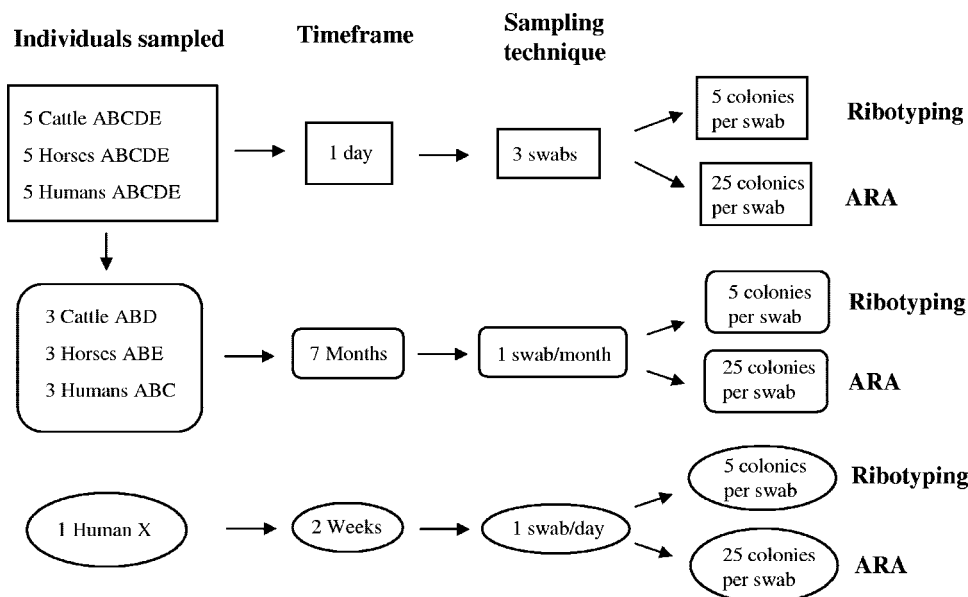 Individuals sampled
Timeframe
Sampling
technique
5 Cattle ABCDE
5 Horses ABCDE
5 Humans ABCDE
1 day
3 swabs
5 colonies
per swab
Ribotyping
25 colonies
per swab
ARA
3 Cattle ABD
3 Horses ABE
3 Humans ABC
7 Months
1 swab/month
5 colonies
per swab
Ribotyping
25 colonies
per swab
ARA
1 Human X
2 Weeks
1 swab/day
5 colonies
per swab
Ribotyping
25 colonies
per swab
ARA